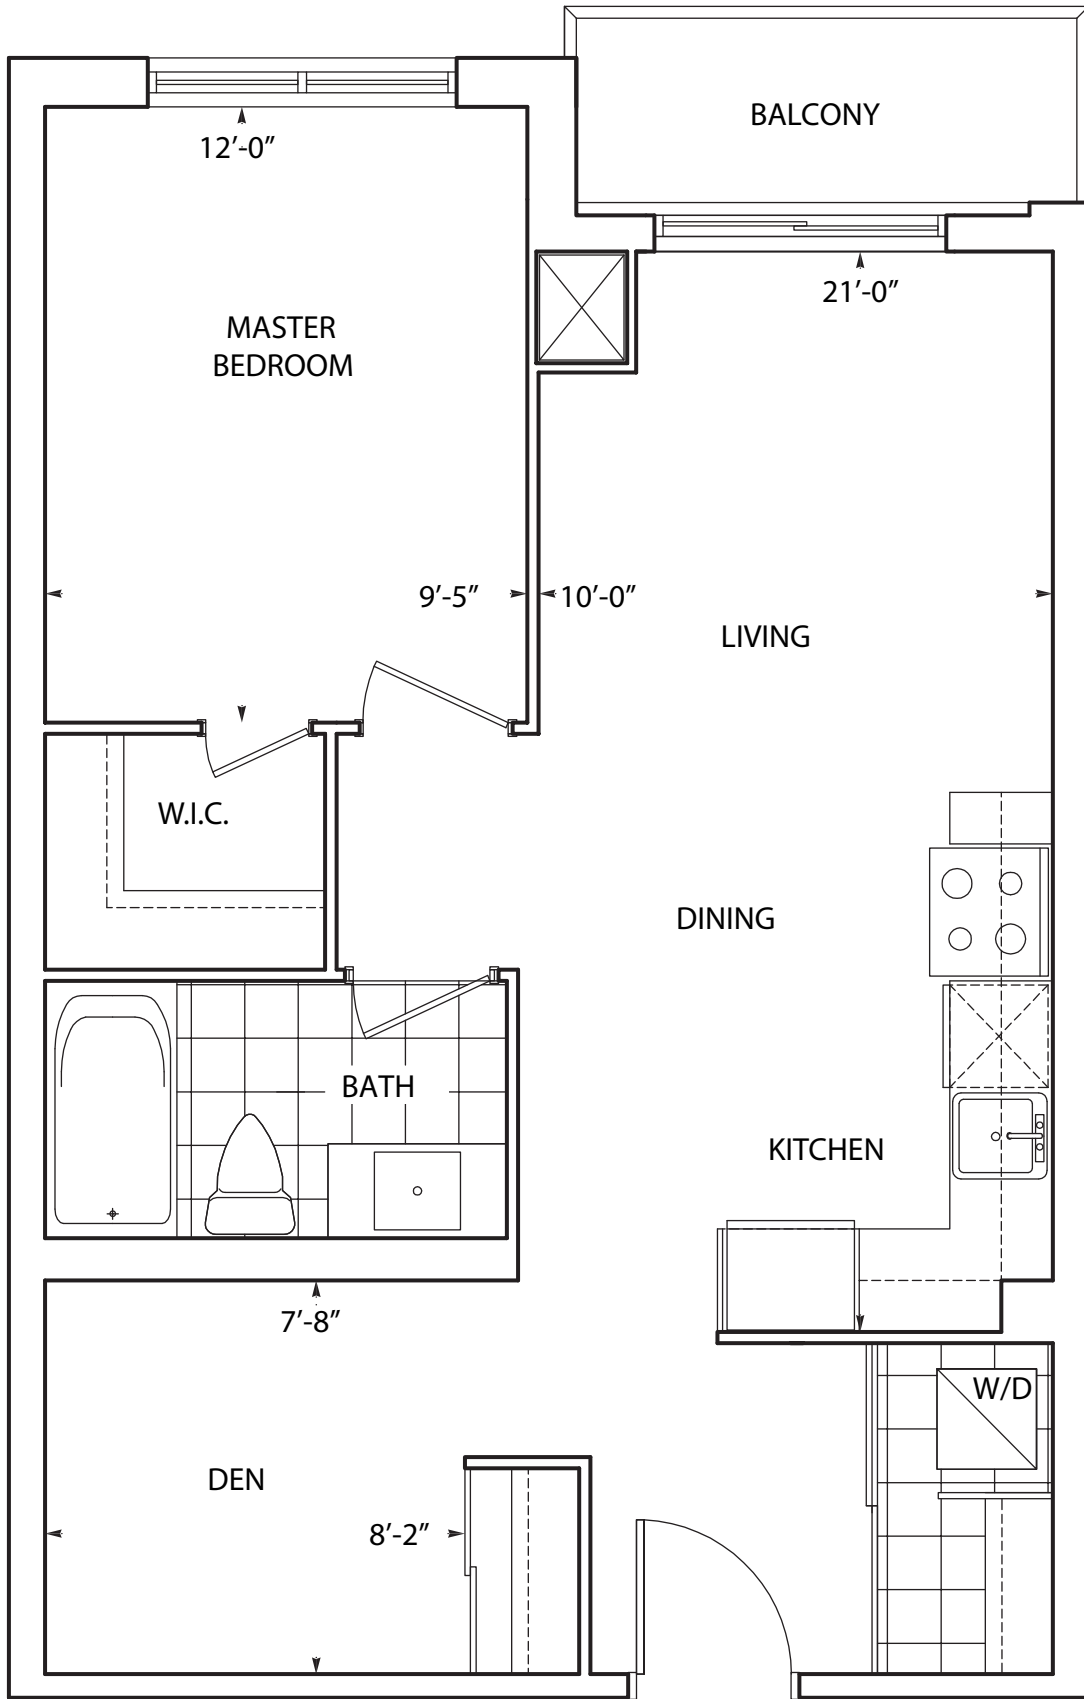 BALCONY
12’-0”
21’-0”
MASTER
BEDROOM
9’-5”
10’-0”
LIVING
W.I.C.
DINING
BATH
KITCHEN
7’-8”
W/D
DEN
8’-2”